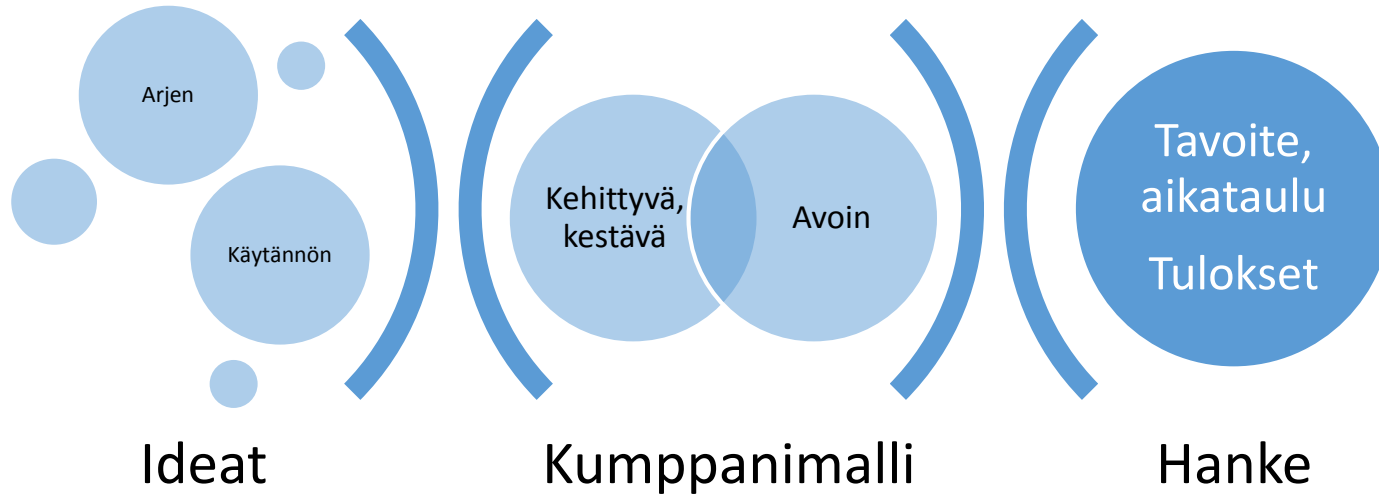 Arjen
Käytännön
Ideat
Kehittyvä,
kestävä
Avoin
Kumppanimalli
Tavoite,
aikataulu
Tulokset
Hanke